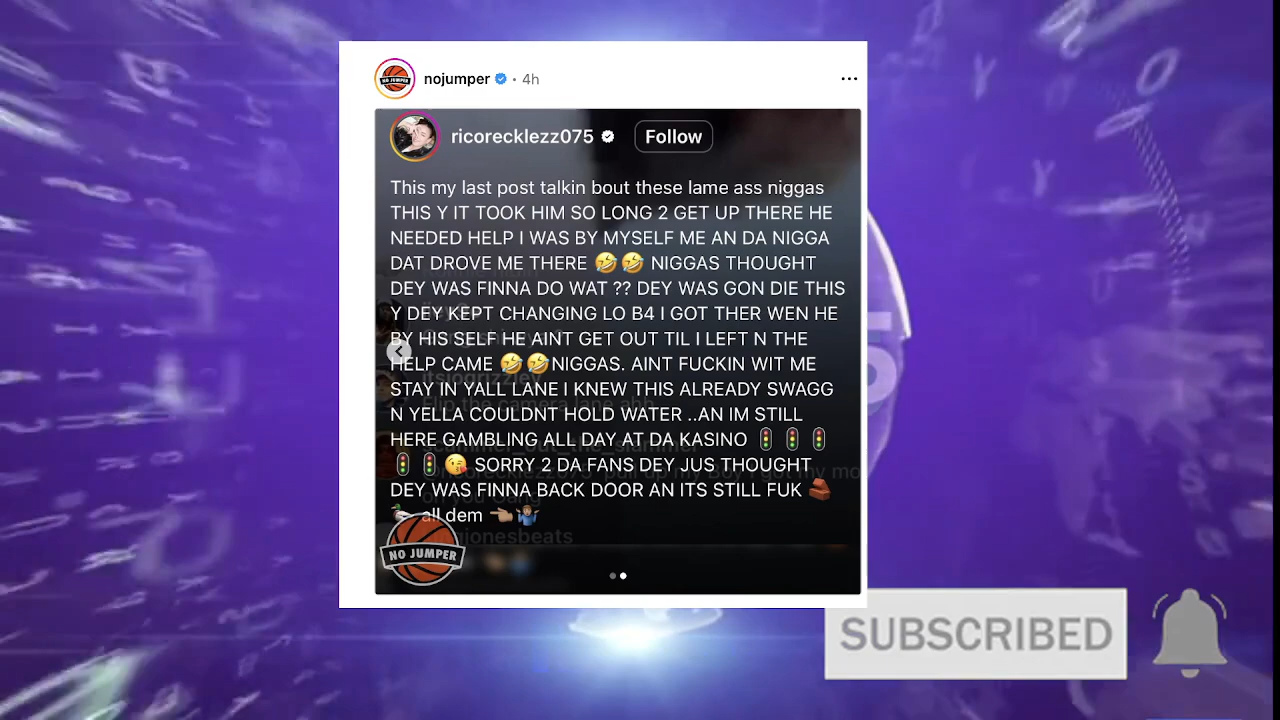 nojumper • 4h
ricorecklezz075 Follow
This my last post talkin bout these lame ass niggas
THIS Y IT TOOK HIM SO LONG 2 GET UP THERE HE
NEEDED HELP I WAS BY MYSELF ME AN DA NIGGA
DAT DROVE ME THERE 🤣🤣 NIGGAS THOUGHT
DEY WAS FINNA DO WAT ?? DEY WAS GON DIE THIS
Y DEY KEPT CHANGING LO B4 I GOT THER WEN HE
BY HIS SELF HE AINT GET OUT TIL I LEFT N THE
HELP CAME 🤣🤣NIGGAS. AINT FUCKIN WIT ME
STAY IN YALL LANE I KNEW THIS ALREADY SWAGG
N YELLA COULDNT HOLD WATER ..AN IM STILL
HERE GAMBLING ALL DAY AT DA KASINO 🚦🚦🚦
🚦🚦😘 SORRY 2 DA FANS DEY JUS THOUGHT
DEY WAS FINNA BACK DOOR AN ITS STILL FUK
all dem
NO JUMPER
SUBSCRIBED